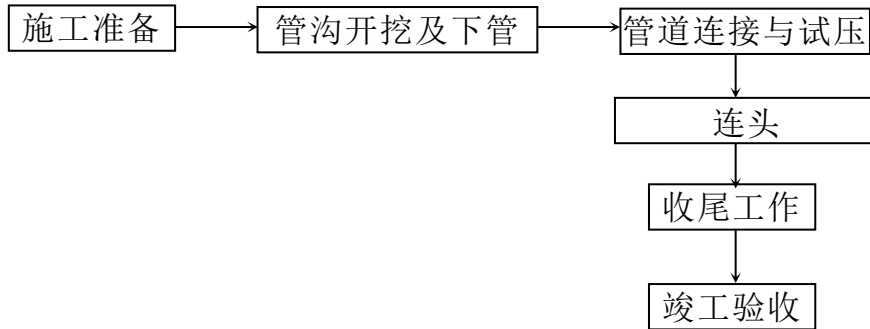 施工准备
管沟开挖及下管
管道连接与试压
连头
收尾工作
竣工验收